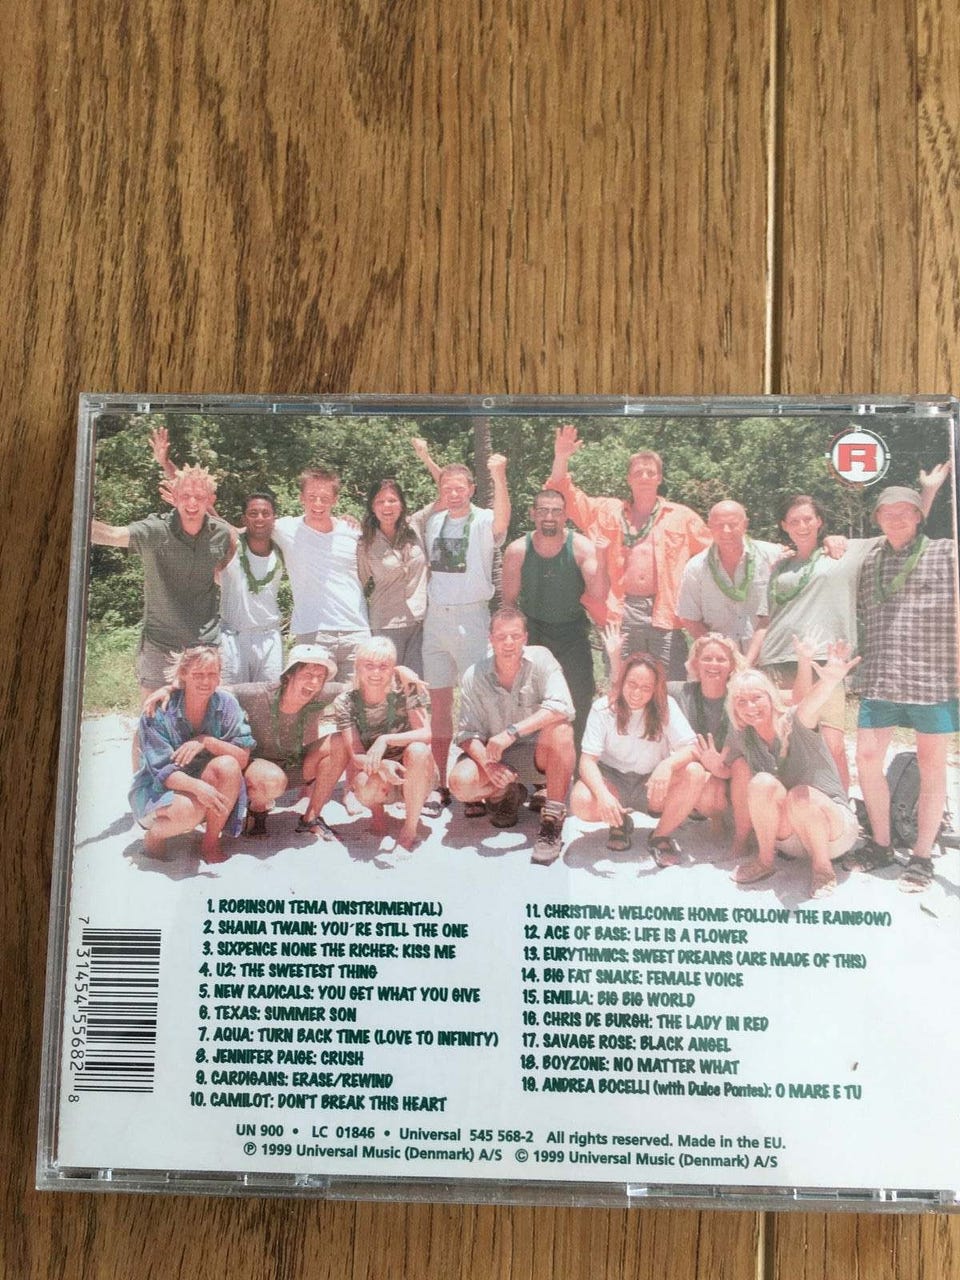 R
1. ROBINSON TEMA (INSTRUMENTAL)
2. SHANIA TWAIN: YOU'RE STILL THE ONE
3. SIXPENCE NONE THE RICHER: KISS ME
4. U2: THE SWEETEST THING
5. NEW RADICALS: YOU GET WHAT YOU GIVE
6. TEXAS: SUMMER SON
7. AQUA: TURN BACK TIME (LOVE TO INFINITY)
8. JENNIFER PAIGE: CRUSH
9. CARDIGANS: ERASE/REWIND
10. CAMILOT: DON'T BREAK THIS HEART
11. CHRISTINA: WELCOME HOME (FOLLOW THE RAINBOW)
12. ACE OF BASE: LIFE IS A FLOWER
13. EURYTHMICS: SWEET DREAMS (ARE MADE OF THIS)
14. BIG FAT SNAKE: FEMALE VOICE
15. EMILIA: BIG BIG WORLD
16. CHRIS DE BURGH: THE LADY IN RED
17. SAVAGE ROSE: BLACK ANGEL
18. BOYZONE: NO MATTER WHAT
19. ANDREA BOCELLI (with Dulce Pontes): O MARE E TU
7 31454 55682 8
UN 900 • LC 01846 • Universal 545 568-2 All rights reserved. Made in the EU.
℗ 1999 Universal Music (Denmark) A/S © 1999 Universal Music (Denmark) A/S